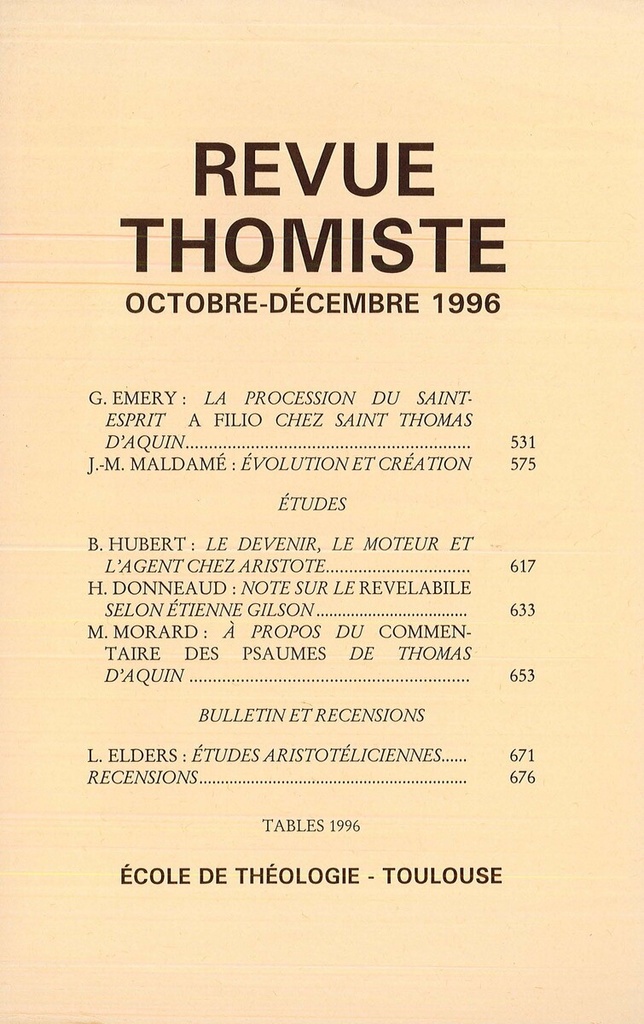 REVUE
THOMISTE
OCTOBRE-DÉCEMBRE 1996
G. EMERY : LA PROCESSION DU SAINT-
ESPRIT A FILIO CHEZ SAINT THOMAS
D'AQUIN.................................................... 531
J.-M. MALDAMÉ : ÉVOLUTION ET CRÉATION 575
ÉTUDES
B. HUBERT : LE DEVENIR, LE MOTEUR ET
L'AGENT CHEZ ARISTOTE.......................... 617
H. DONNEAUD : NOTE SUR LE REVELABILE
SELON ÉTIENNE GILSON............................ 633
M. MORARD : À PROPOS DU COMMEN-
TAIRE DES PSAUMES DE THOMAS
D'AQUIN ................................................... 653
BULLETIN ET RECENSIONS
L. ELDERS : ÉTUDES ARISTOTÉLICIENNES...... 671
RECENSIONS................................................. 676
TABLES 1996
ÉCOLE DE THÉOLOGIE - TOULOUSE